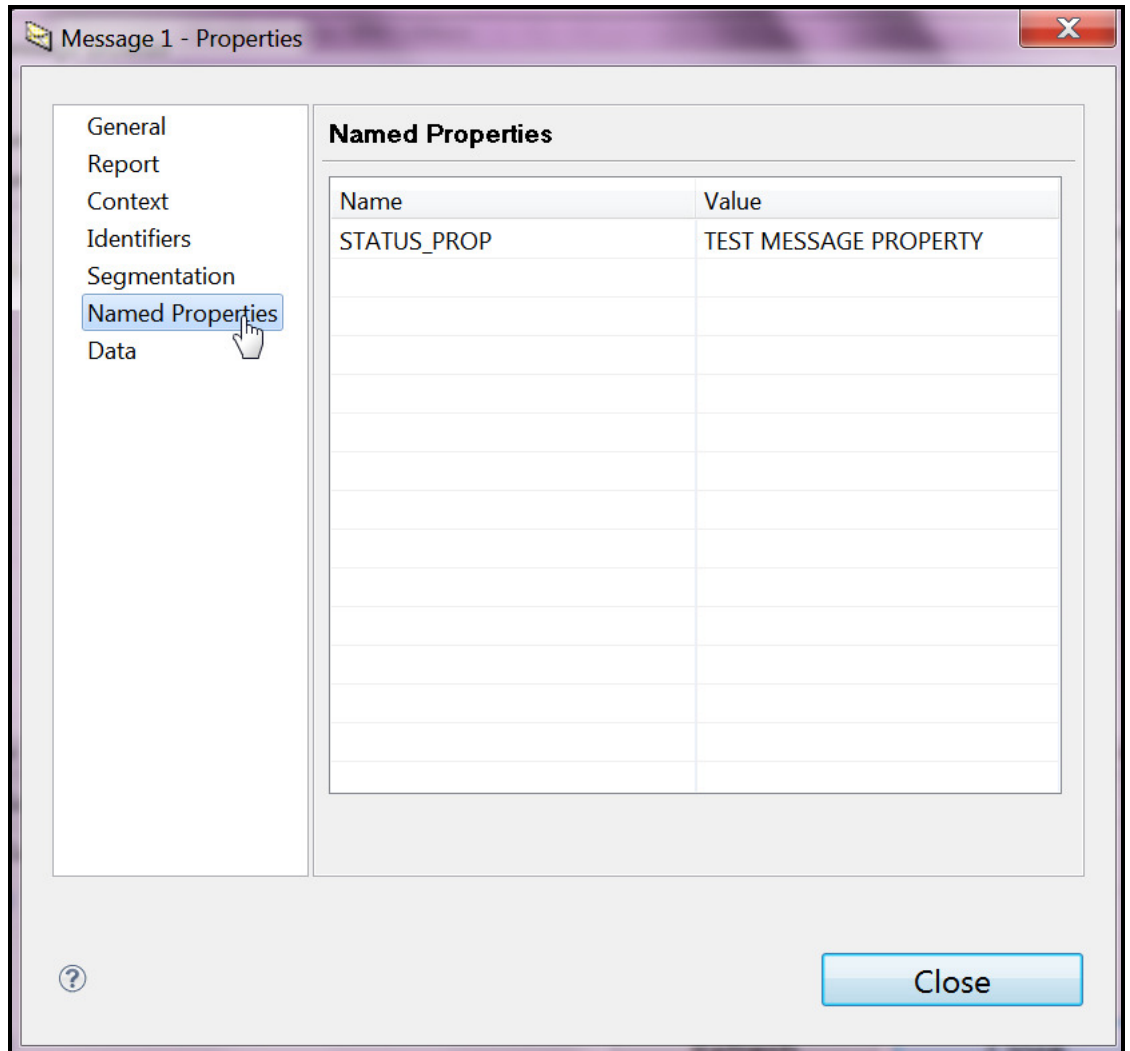 Message 1 - Properties
X
General
Report
Context
Identifiers
Segmentation
Named Properties
Data
Named Properties
Name Value
STATUS_PROP TEST MESSAGE PROPERTY
?
Close